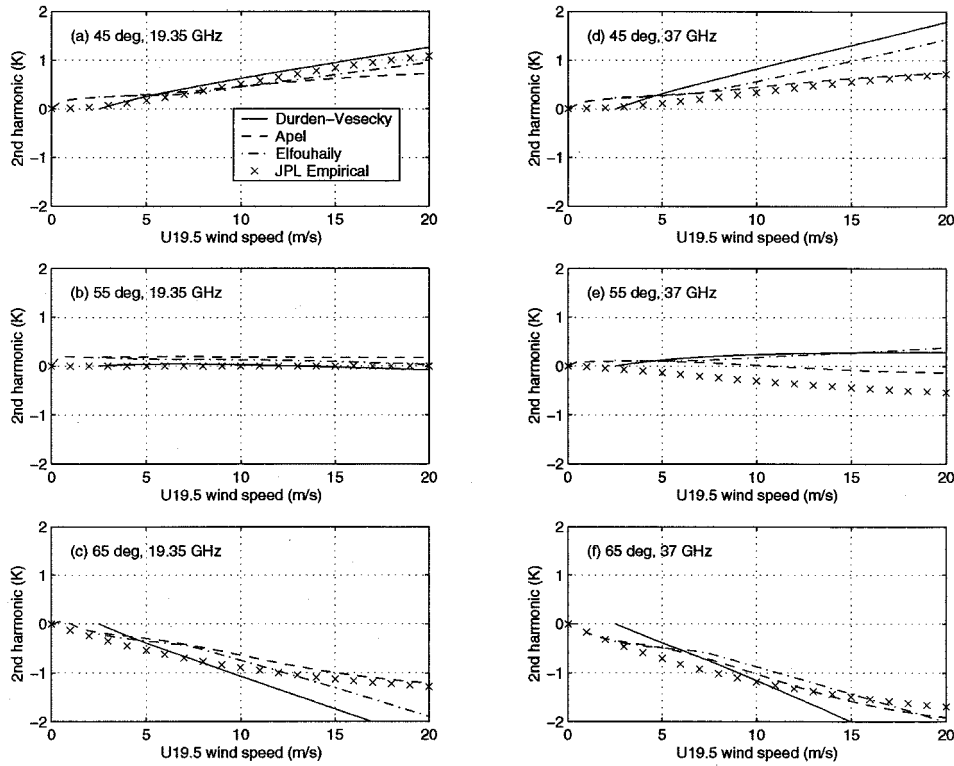 2
1
0
−1
−2
2nd harmonic (K)
(a) 45 deg, 19.35 GHz
Durden−Vesecky
Apel
Elfouhaily
JPL Empirical
0 5 10 15 20
U19.5 wind speed (m/s)
2
1
0
−1
−2
2nd harmonic (K)
(d) 45 deg, 37 GHz
0 5 10 15 20
U19.5 wind speed (m/s)
2
1
0
−1
−2
2nd harmonic (K)
(b) 55 deg, 19.35 GHz
0 5 10 15 20
U19.5 wind speed (m/s)
2
1
0
−1
−2
2nd harmonic (K)
(e) 55 deg, 37 GHz
0 5 10 15 20
U19.5 wind speed (m/s)
2
1
0
−1
−2
2nd harmonic (K)
(c) 65 deg, 19.35 GHz
0 5 10 15 20
U19.5 wind speed (m/s)
2
1
0
−1
−2
2nd harmonic (K)
(f) 65 deg, 37 GHz
0 5 10 15 20
U19.5 wind speed (m/s)